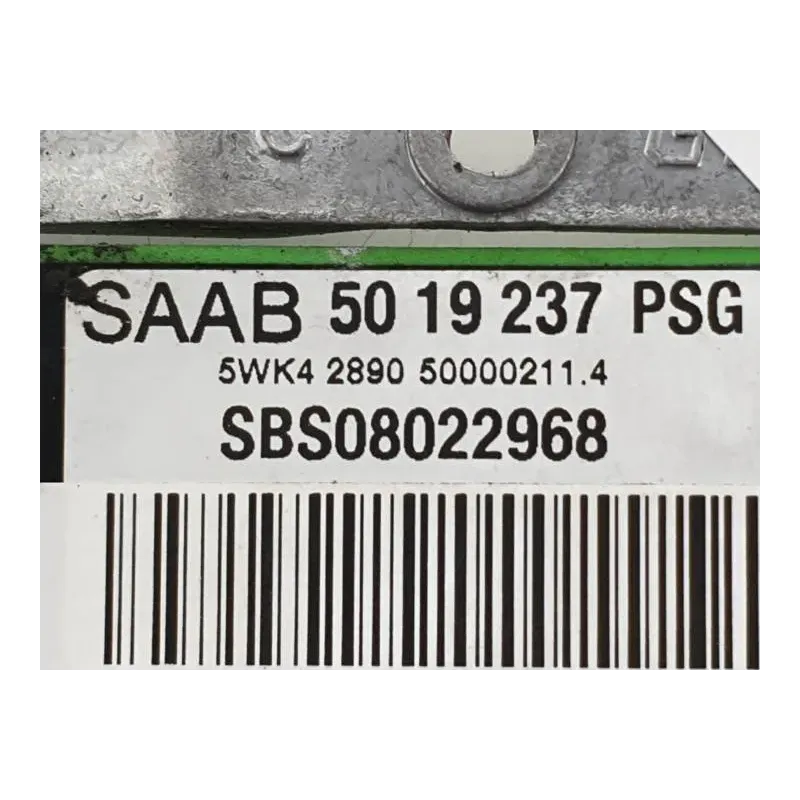 C G
SAAB 50 19 237 PSG
5WK4 2890 50000211.4
SBS08022968